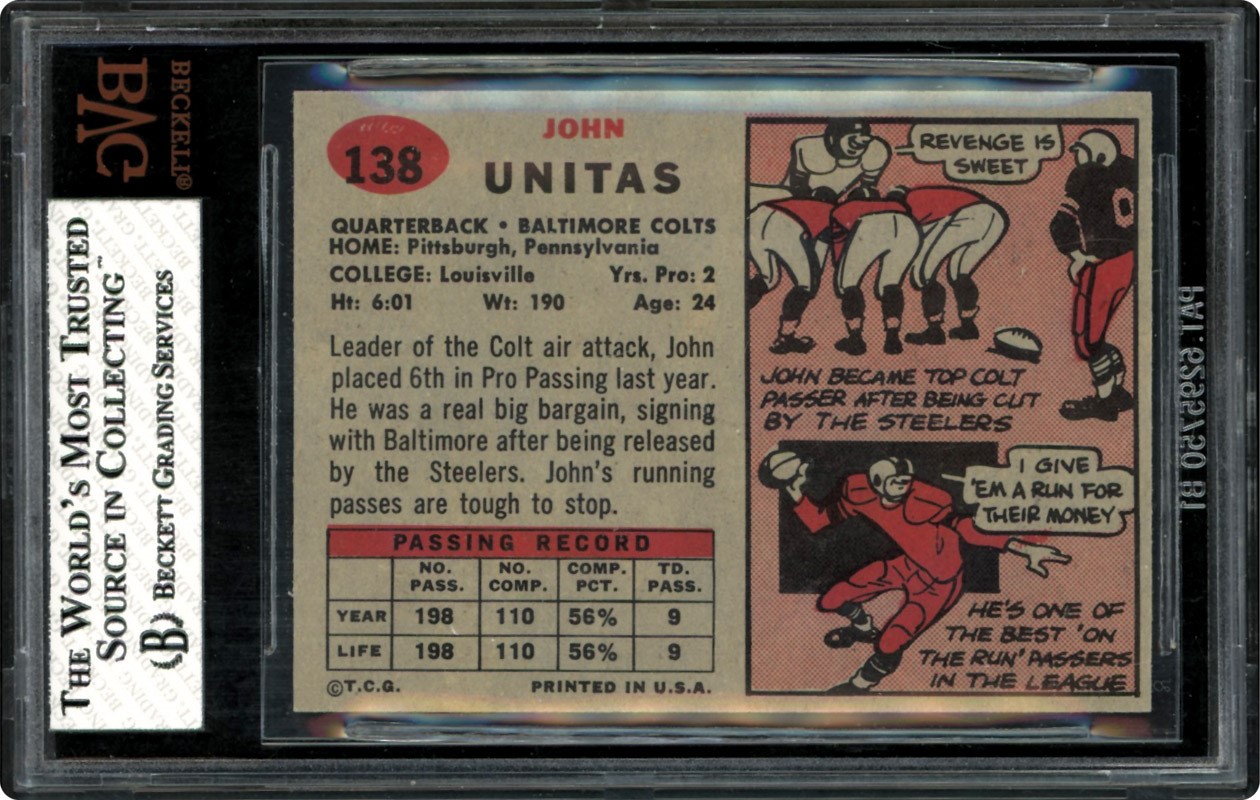 BECKETT®
BVG
THE WORLD'S MOST TRUSTED
SOURCE IN COLLECTING™
B BECKETT GRADING SERVICES
138
JOHN
UNITAS
QUARTERBACK • BALTIMORE COLTS
HOME: Pittsburgh, Pennsylvania
COLLEGE: Louisville Yrs. Pro: 2
Ht: 6:01 Wt: 190 Age: 24
Leader of the Colt air attack, John
placed 6th in Pro Passing last year.
He was a real big bargain, signing
with Baltimore after being released
by the Steelers. John's running
passes are tough to stop.
PASSING RECORD
NO. PASS. NO. COMP. COMP. PCT. TD. PASS.
YEAR 198 110 56% 9
LIFE 198 110 56% 9
©T.C.G. PRINTED IN U.S.A.
REVENGE IS
SWEET
0
JOHN BECAME TOP COLT
PASSER AFTER BEING CUT
BY THE STEELERS
I GIVE
'EM A RUN FOR
THEIR MONEY
HE'S ONE OF
THE BEST 'ON
THE RUN' PASSERS
IN THE LEAGUE
PAT. 6295750 B1